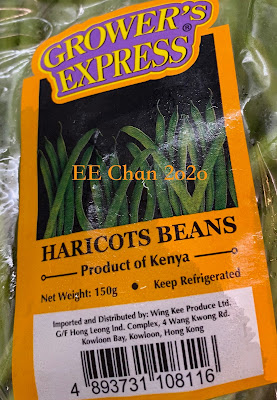 GROWER'S
EXPRESS®
EE Chan 2020
HARICOTS BEANS
Product of Kenya
Net Weight: 150g • Keep Refrigerated
Imported and Distributed by: Wing Kee Produce Ltd.
G/F Hong Leong Ind. Complex, 4 Wang Kwong Rd.
Kowloon Bay, Kowloon, Hong Kong
4 893731 108116